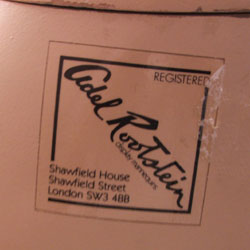 REGISTERED
Adel Rootstein
display mannequins
Shawfield House
Shawfield Street
London SW3 4BB